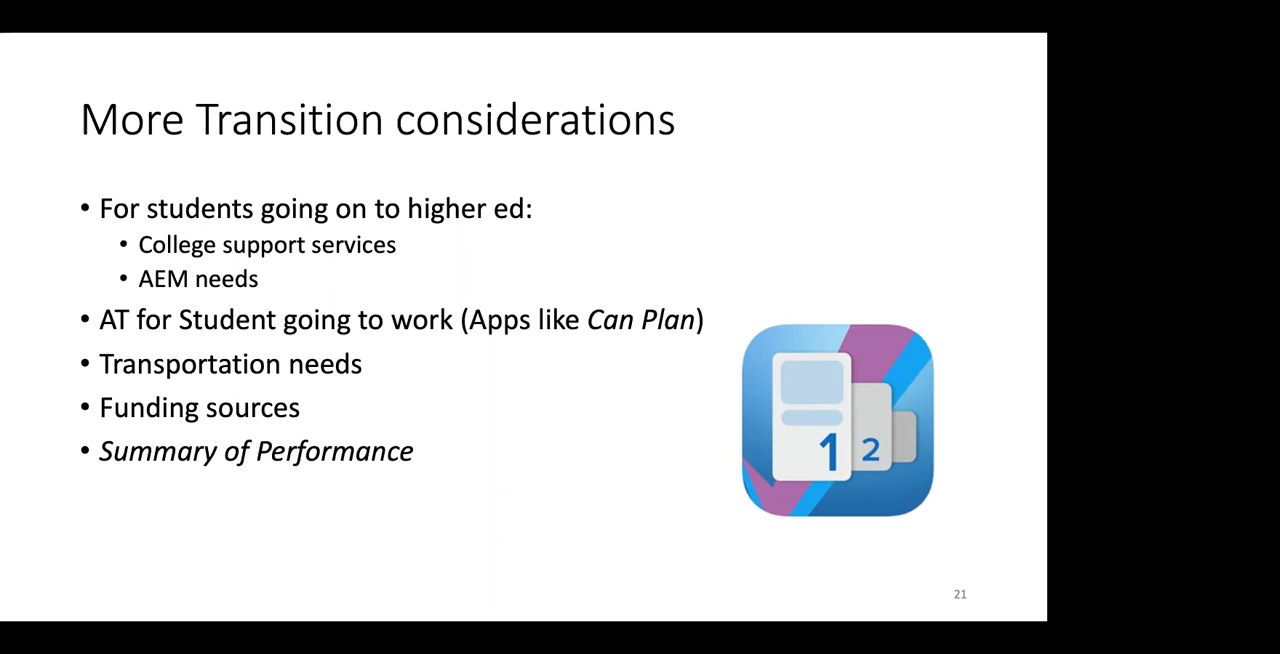 More Transition considerations
• For students going on to higher ed:
• College support services
• AEM needs
• AT for Student going to work (Apps like Can Plan)
• Transportation needs
• Funding sources
• Summary of Performance
1
2
21